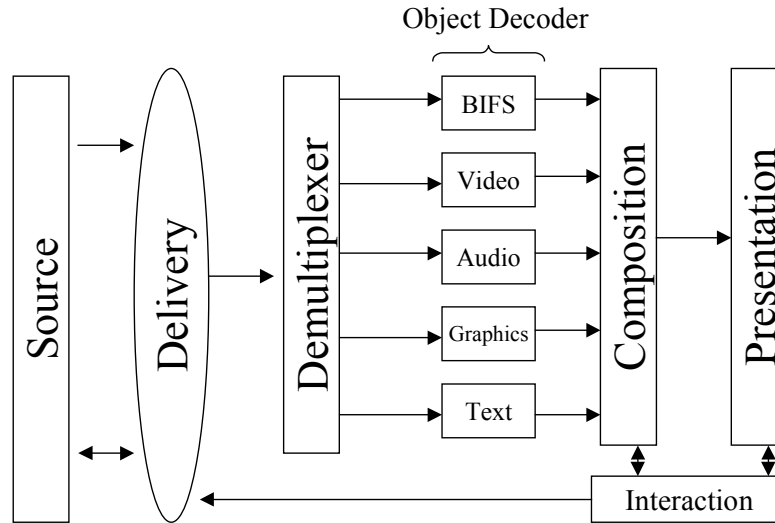 Object Decoder
Source
Delivery
Demultiplexer
BIFS
Video
Audio
Graphics
Text
Composition
Presentation
Interaction